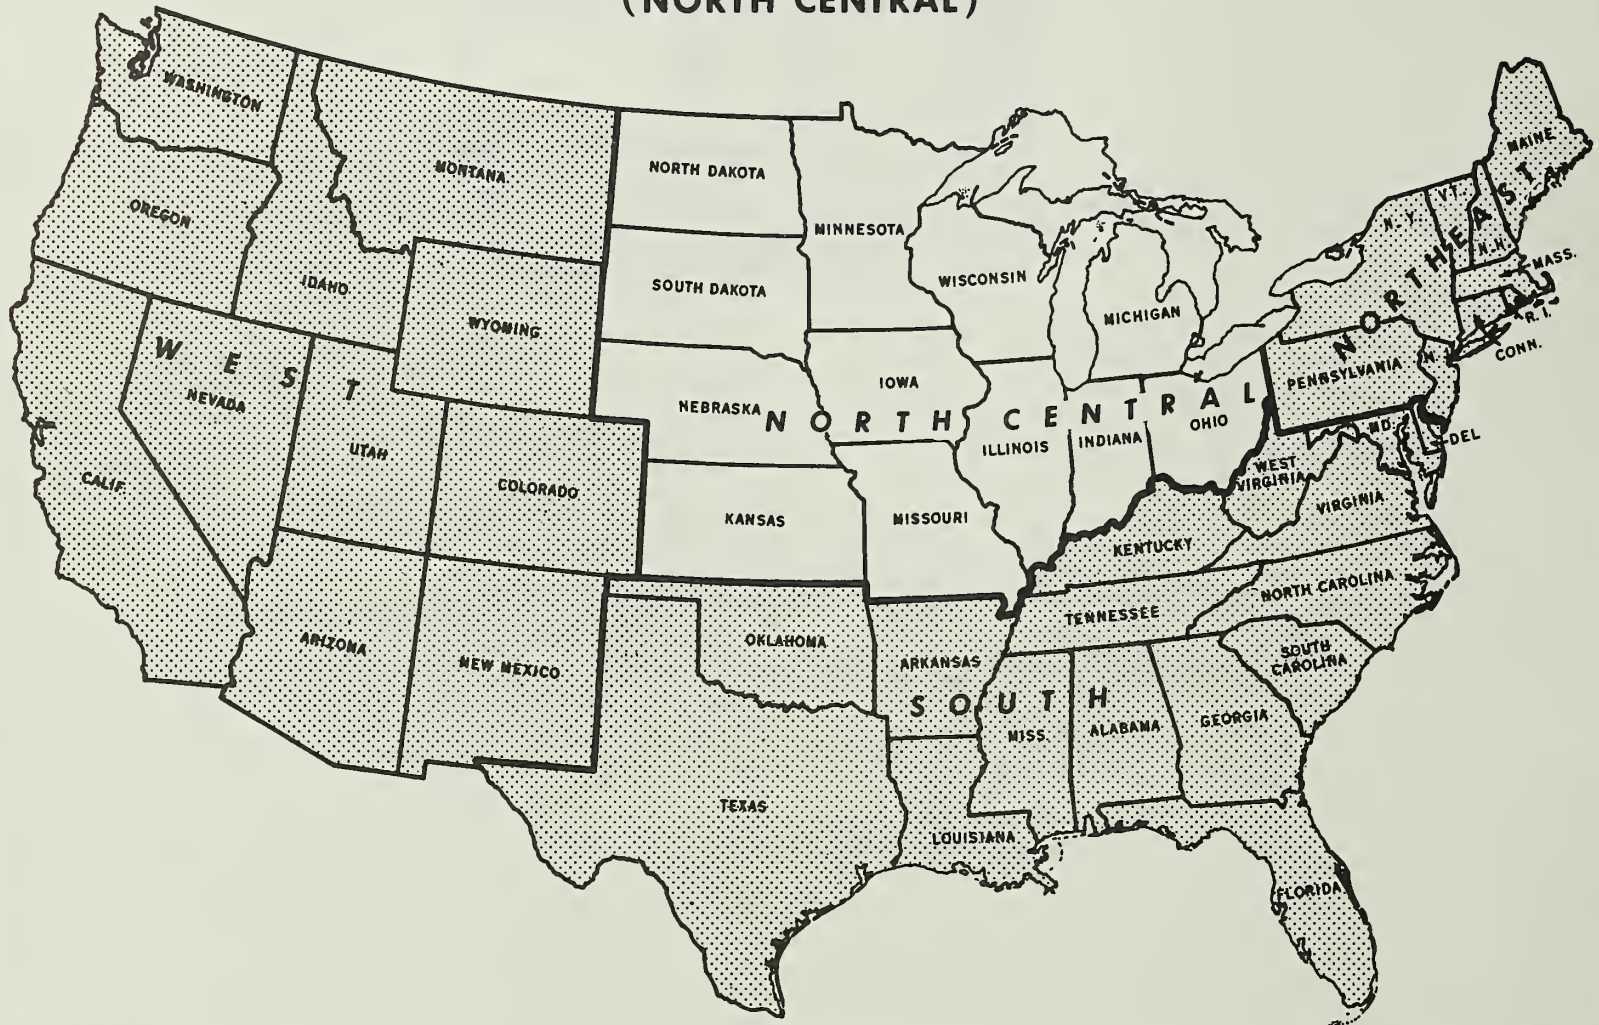 (NORTH CENTRAL)
WASHINGTON
MONTANA
NORTH DAKOTA
MINNESOTA
OREGON
IDAHO
WYOMING
SOUTH DAKOTA
WISCONSIN
MICHIGAN
MAINE
VT.
N.Y.
N.H.
MASS.
R. I.
CONN.
NORTHEAST
WEST
NEVADA
UTAH
CALIF
COLORADO
NEBRASKA
IOWA
NORTH CENTRAL
ILLINOIS
INDIANA
OHIO
PENNSYLVANIA
N
MD.
DEL
WEST
VIRGINIA
VIRGINIA
KANSAS
MISSOURI
KENTUCKY
ARIZONA
NEW MEXICO
OKLAHOMA
ARKANSAS
TENNESSEE
NORTH CAROLINA
SOUTH
CAROLINA
SOUTH
MISS.
ALABAMA
GEORGIA
TEXAS
LOUISIANA
FLORIDA